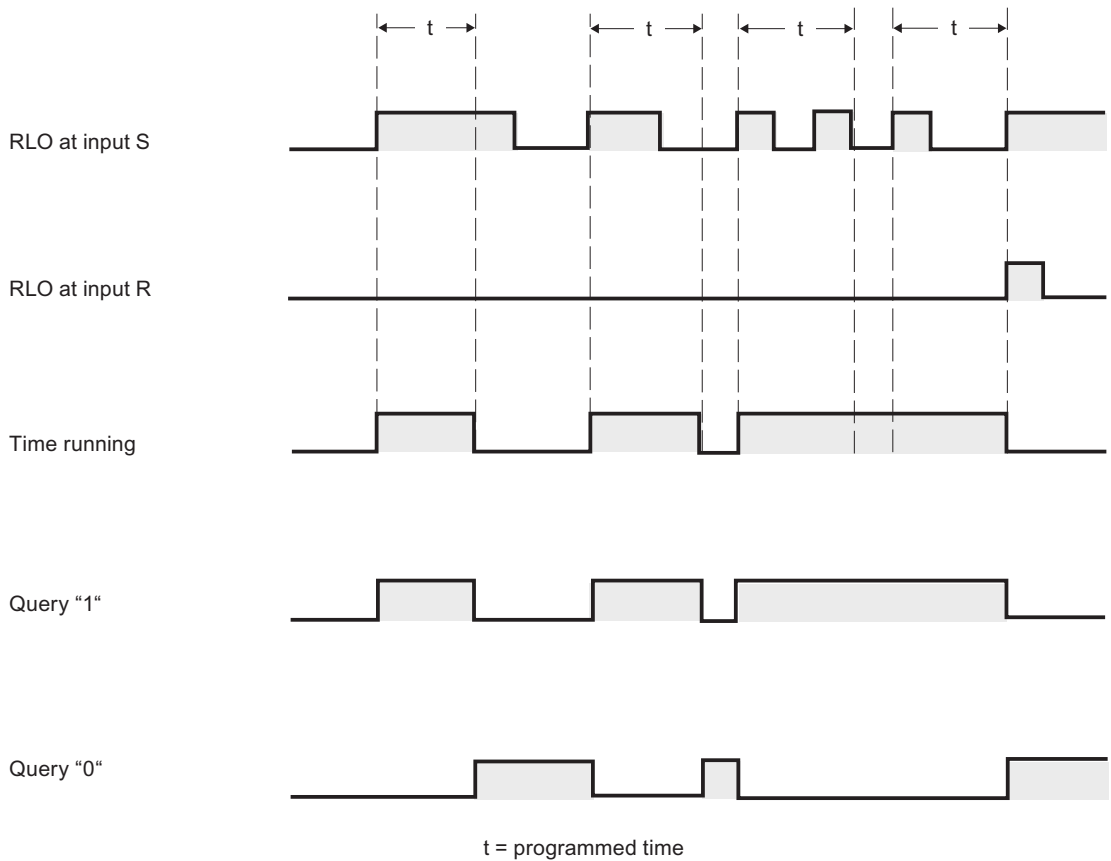 t t t t
RLO at input S
RLO at input R
Time running
Query “1“
Query “0“
t = programmed time